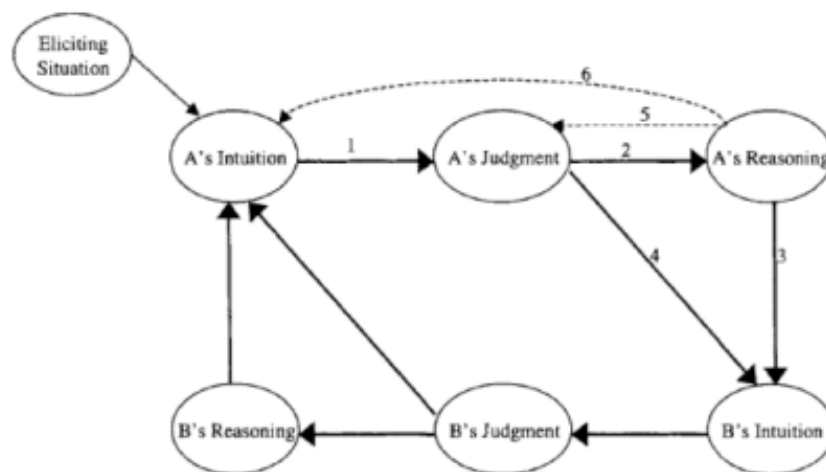 Eliciting
Situation
6
5
A's Intuition
1
A's Judgment
2
A's Reasoning
4
3
B's Reasoning
B's Judgment
B's Intuition